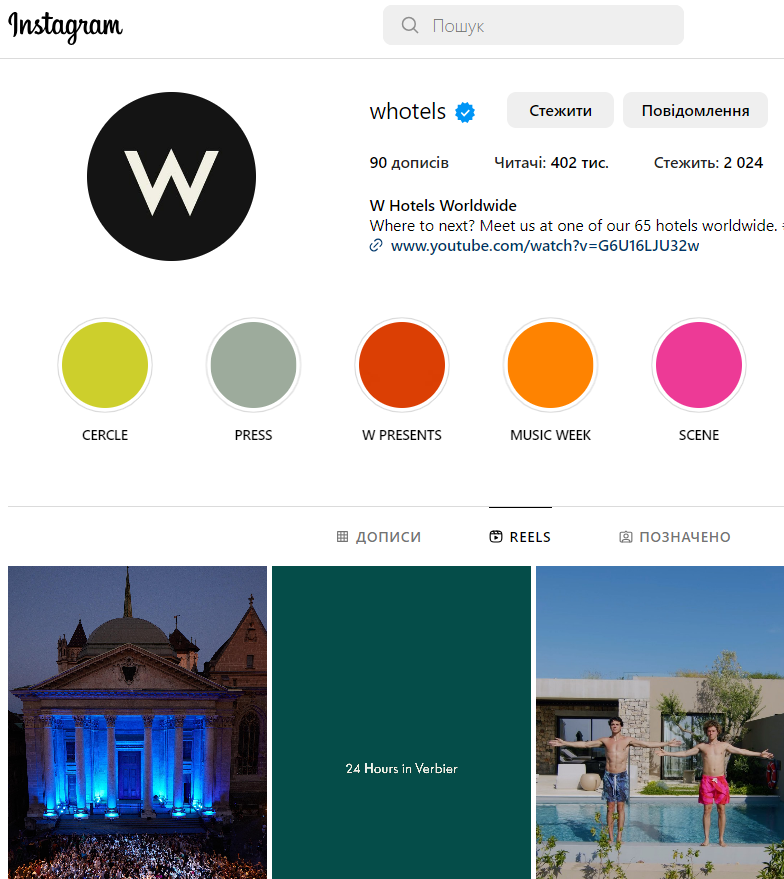 Instagram
Пошук
whotels
Стежити
Повідомлення
90 дописів
Читачі: 402 тис.
Стежить: 2 024
W
W Hotels Worldwide
Where to next? Meet us at one of our 65 hotels worldwide.
www.youtube.com/watch?v=G6U16LJU32w
CERCLE
PRESS
W PRESENTS
MUSIC WEEK
SCENE
ДОПИСИ
REELS
ПОЗНАЧЕНО
24 Hours in Verbier